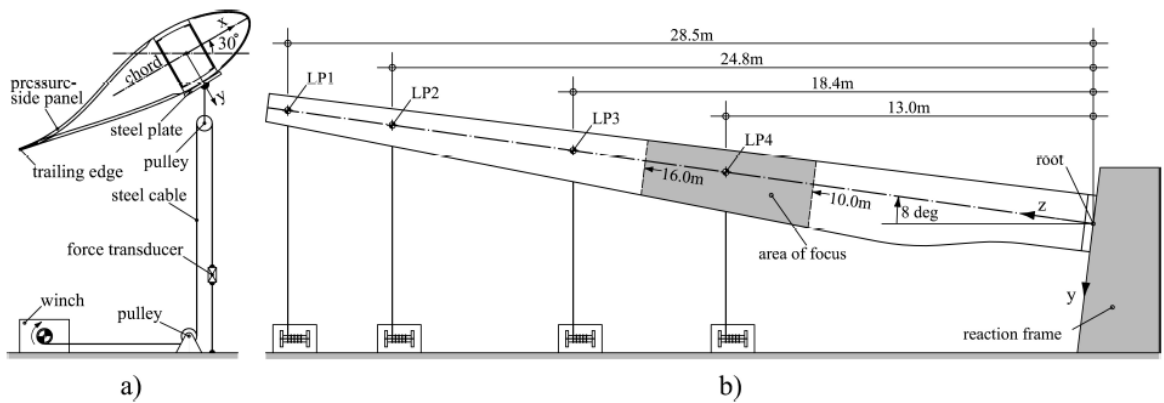 x
30°
chord
y
pressure-
side panel
steel plate
pulley
trailing edge
steel cable
force transducer
winch
pulley
a)
28.5m
24.8m
18.4m
13.0m
LP1
LP2
LP3
LP4
16.0m
10.0m
area of focus
8 deg
z
root
y
reaction frame
b)